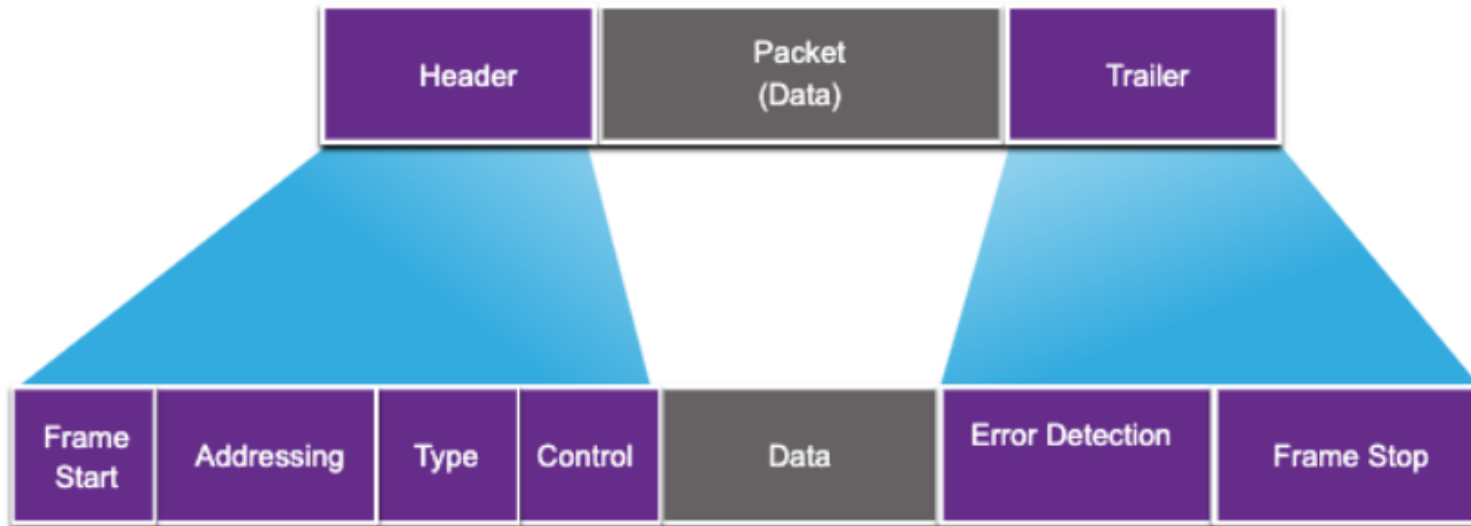 Header
Packet
(Data)
Trailer
Frame
Start
Addressing
Type
Control
Data
Error Detection
Frame Stop